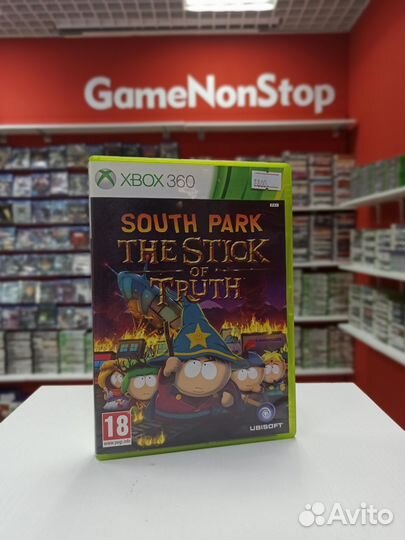 GameNonStop
XBOX 360
SOUTH PARK
THE STICK
OF
TRUTH
18
www.pegi.info
UBISOFT
Avito